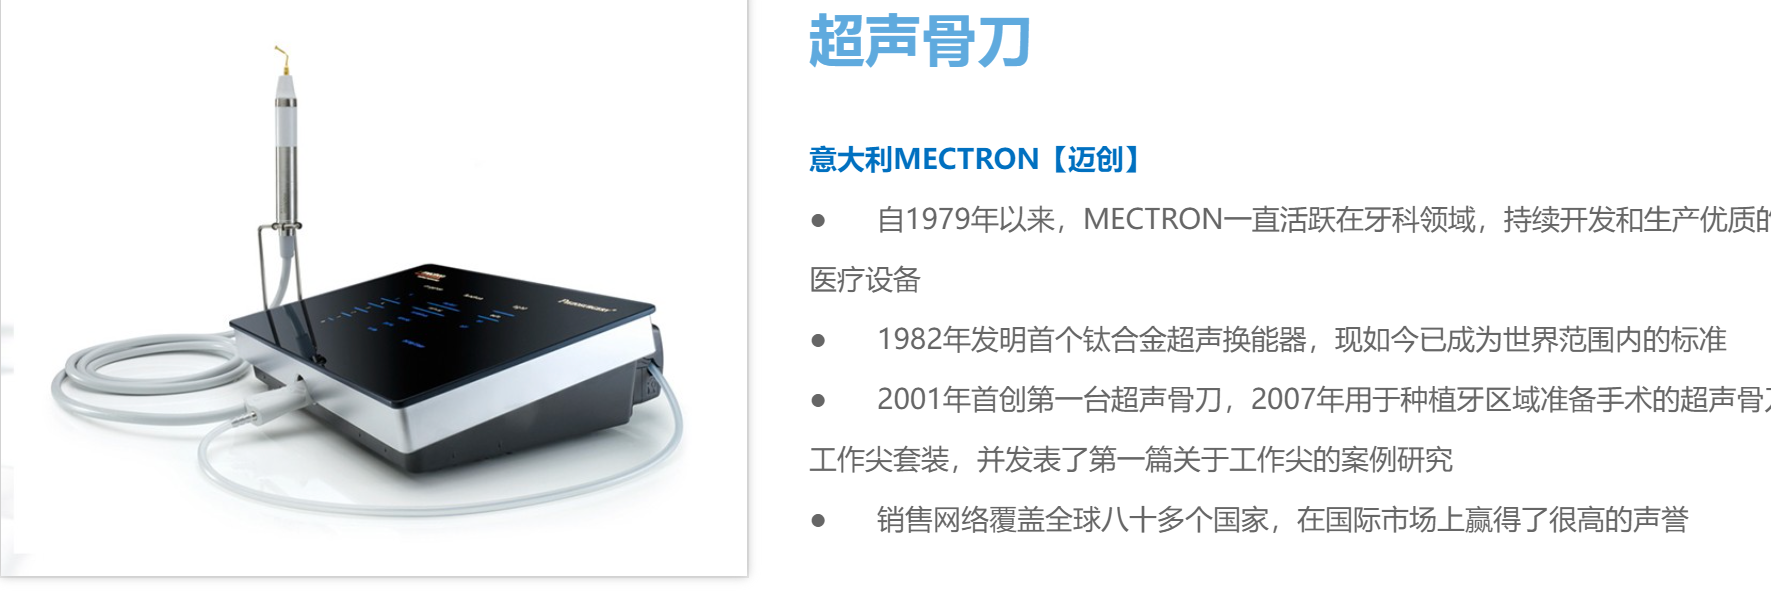 超声骨刀
意大利MECTRON【迈创】
● 自1979年以来，MECTRON一直活跃在牙科领域，持续开发和生产优质的
医疗设备
● 1982年发明首个钛合金超声换能器，现如今已成为世界范围内的标准
● 2001年首创第一台超声骨刀，2007年用于种植牙区域准备手术的超声骨刀
工作尖套装，并发表了第一篇关于工作尖的案例研究
● 销售网络覆盖全球八十多个国家，在国际市场上赢得了很高的声誉